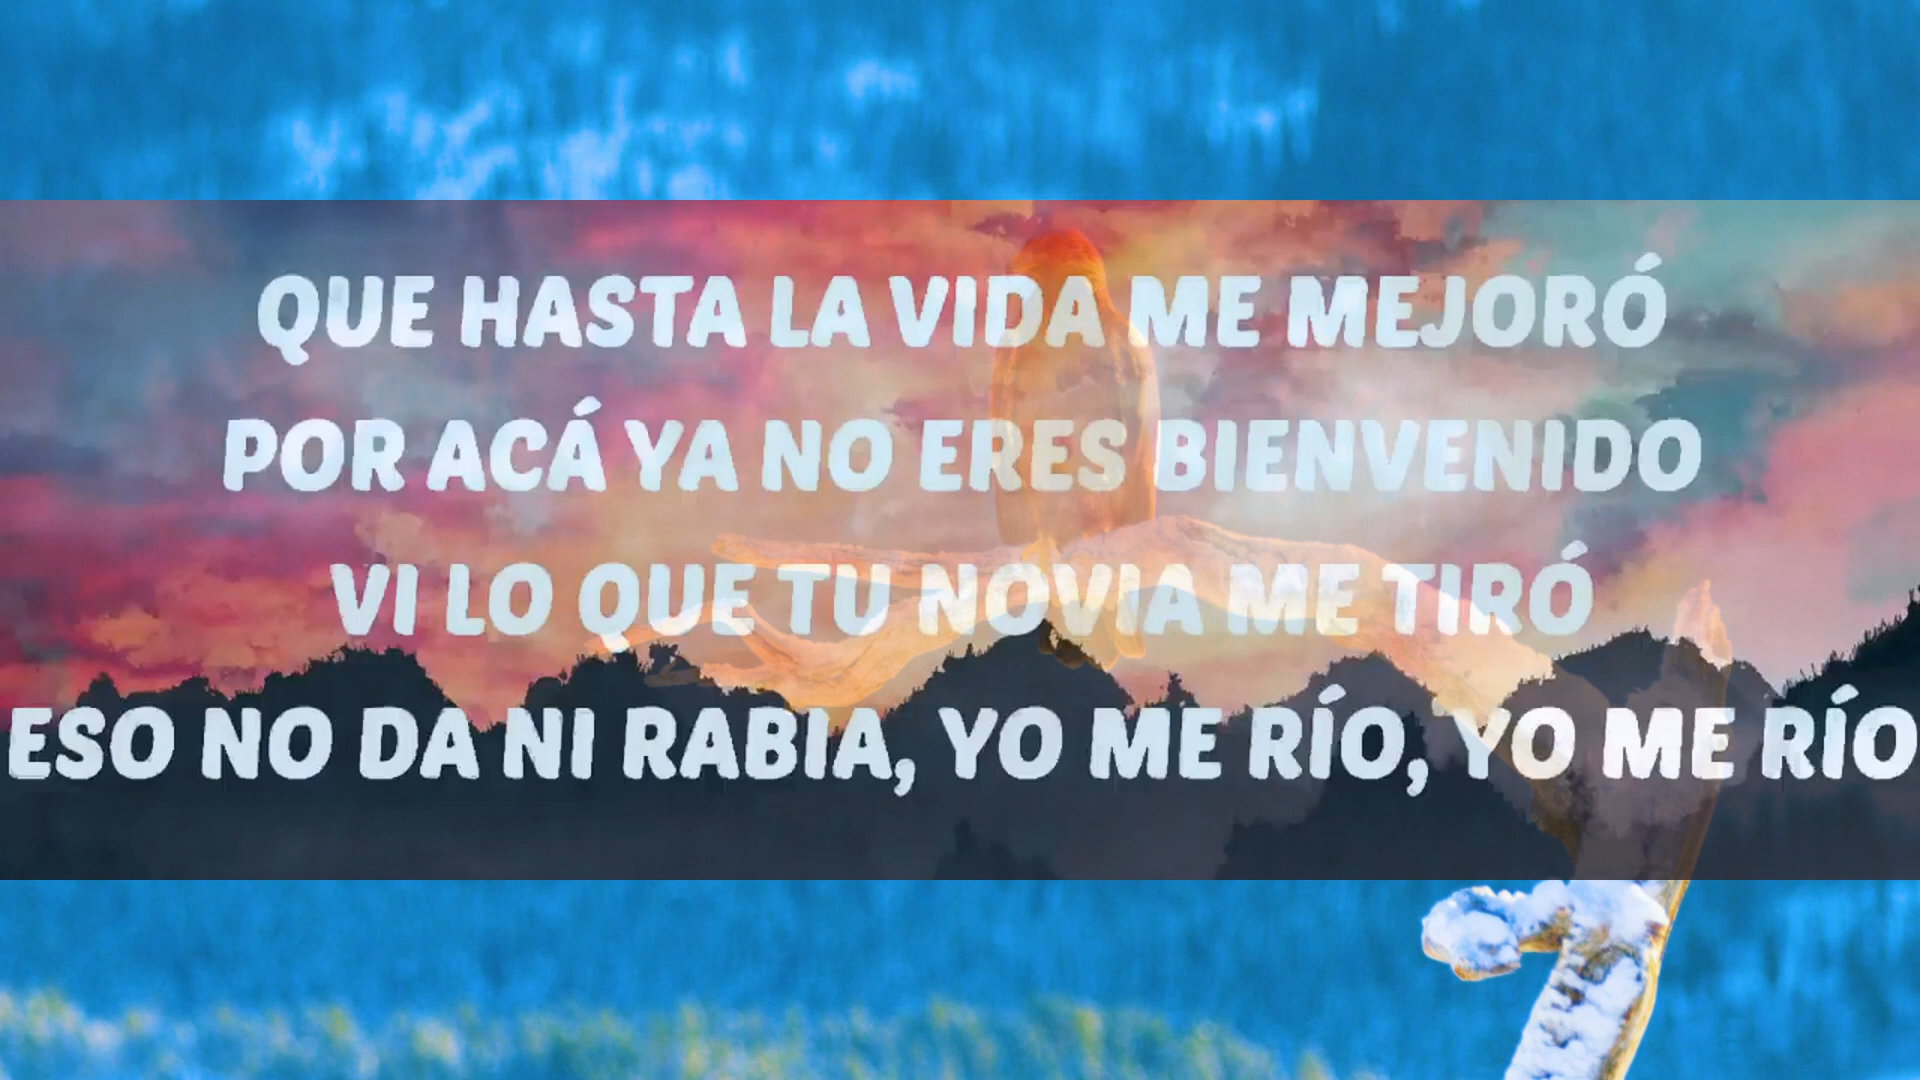 QUE HASTA LA VIDA ME MEJORÓ
POR ACÁ YA NO ERES BIENVENIDO
VI LO QUE TU NOVIA ME TIRÓ
ESO NO DA NI RABIA, YO ME RÍO, YO ME RÍO